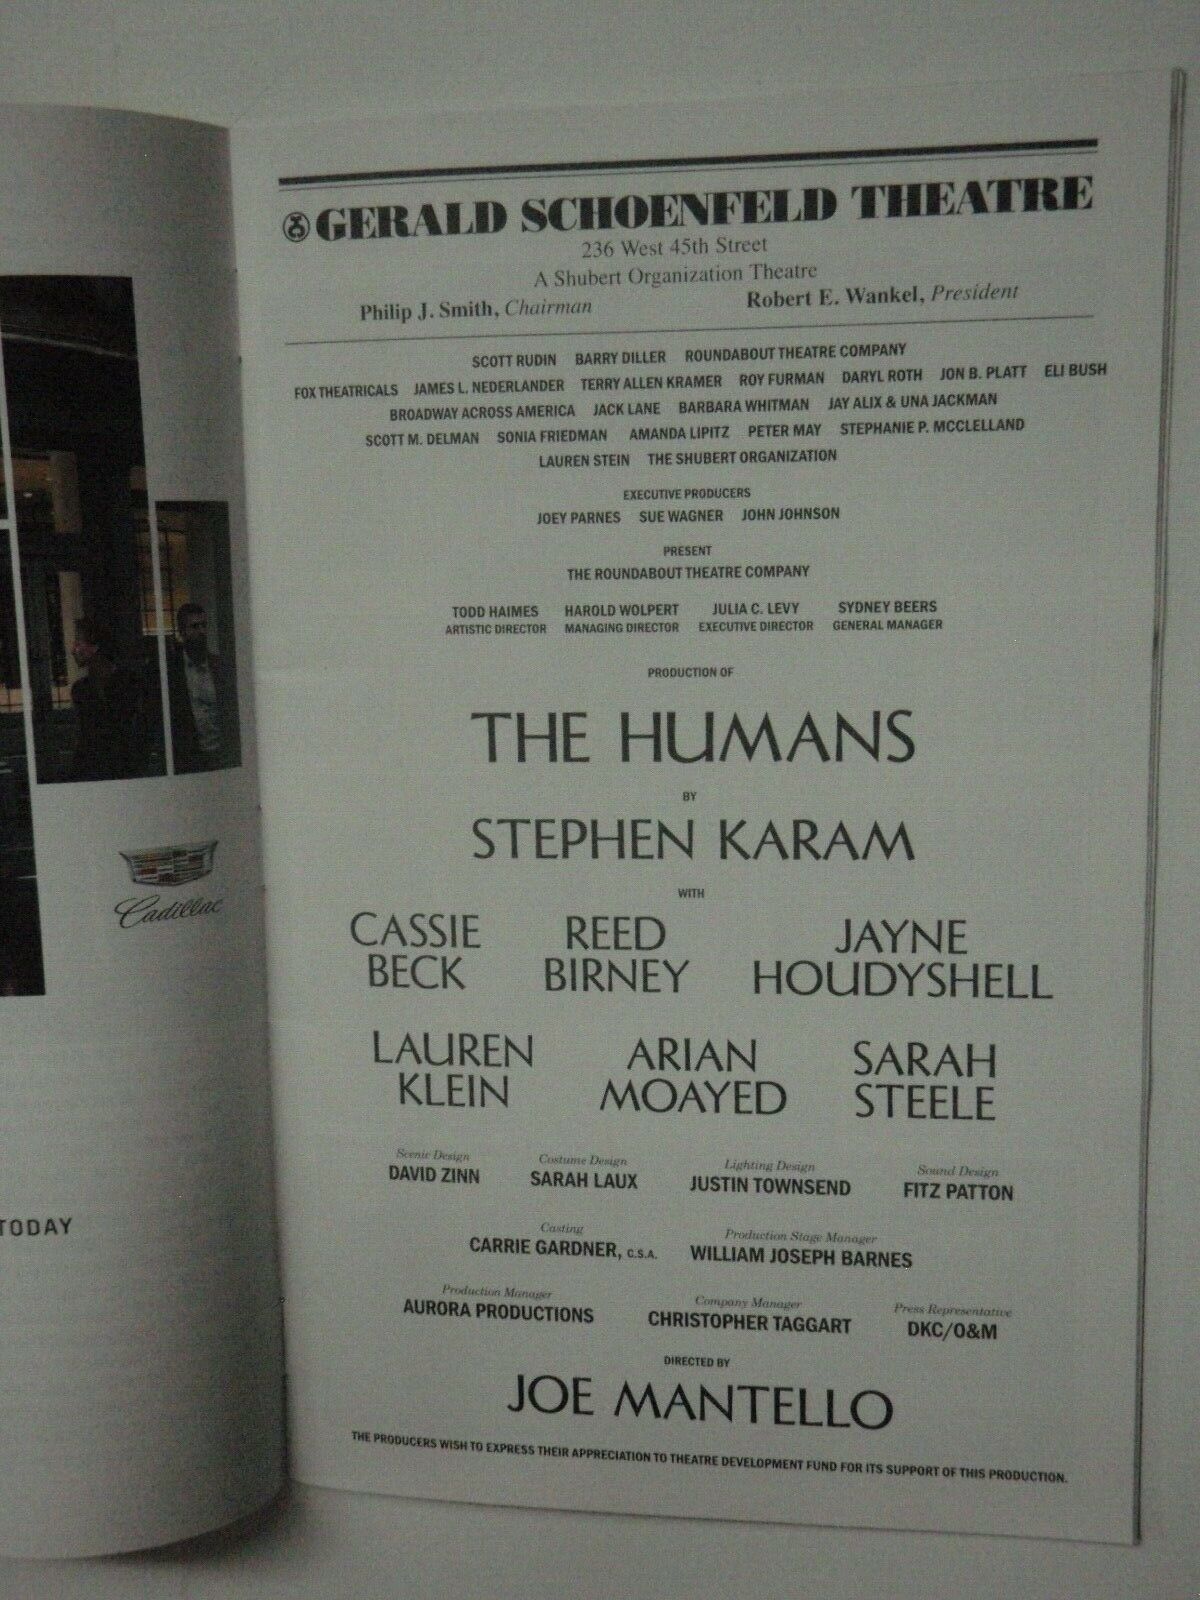 Cadillac
TODAY
GERALD SCHOENFELD THEATRE
236 West 45th Street
A Shubert Organization Theatre
Philip J. Smith, Chairman Robert E. Wankel, President
SCOTT RUDIN BARRY DILLER ROUNDABOUT THEATRE COMPANY
FOX THEATRICALS JAMES L. NEDERLANDER TERRY ALLEN KRAMER ROY FURMAN DARYL ROTH JON B. PLATT ELI BUSH
BROADWAY ACROSS AMERICA JACK LANE BARBARA WHITMAN JAY ALIX & UNA JACKMAN
SCOTT M. DELMAN SONIA FRIEDMAN AMANDA LIPITZ PETER MAY STEPHANIE P. MCCLELLAND
LAUREN STEIN THE SHUBERT ORGANIZATION
EXECUTIVE PRODUCERS
JOEY PARNES SUE WAGNER JOHN JOHNSON
PRESENT
THE ROUNDABOUT THEATRE COMPANY
TODD HAIMES HAROLD WOLPERT JULIA C. LEVY SYDNEY BEERS
ARTISTIC DIRECTOR MANAGING DIRECTOR EXECUTIVE DIRECTOR GENERAL MANAGER
PRODUCTION OF
THE HUMANS
BY
STEPHEN KARAM
WITH
CASSIE REED JAYNE
BECK BIRNEY HOUDYSHELL
LAUREN ARIAN SARAH
KLEIN MOAYED STEELE
Scenic Design Costume Design Lighting Design Sound Design
DAVID ZINN SARAH LAUX JUSTIN TOWNSEND FITZ PATTON
Casting Production Stage Manager
CARRIE GARDNER, C.S.A. WILLIAM JOSEPH BARNES
Production Manager Company Manager Press Representative
AURORA PRODUCTIONS CHRISTOPHER TAGGART DKC/O&M
DIRECTED BY
JOE MANTELLO
THE PRODUCERS WISH TO EXPRESS THEIR APPRECIATION TO THEATRE DEVELOPMENT FUND FOR ITS SUPPORT OF THIS PRODUCTION.